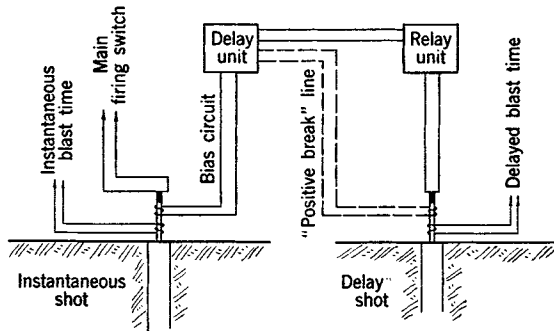 Instantaneous
blast time
Main
firing switch
Delay
unit
Bias circuit
"Positive break" line
Relay
unit
Delayed blast time
Instantaneous
shot
Delay
shot